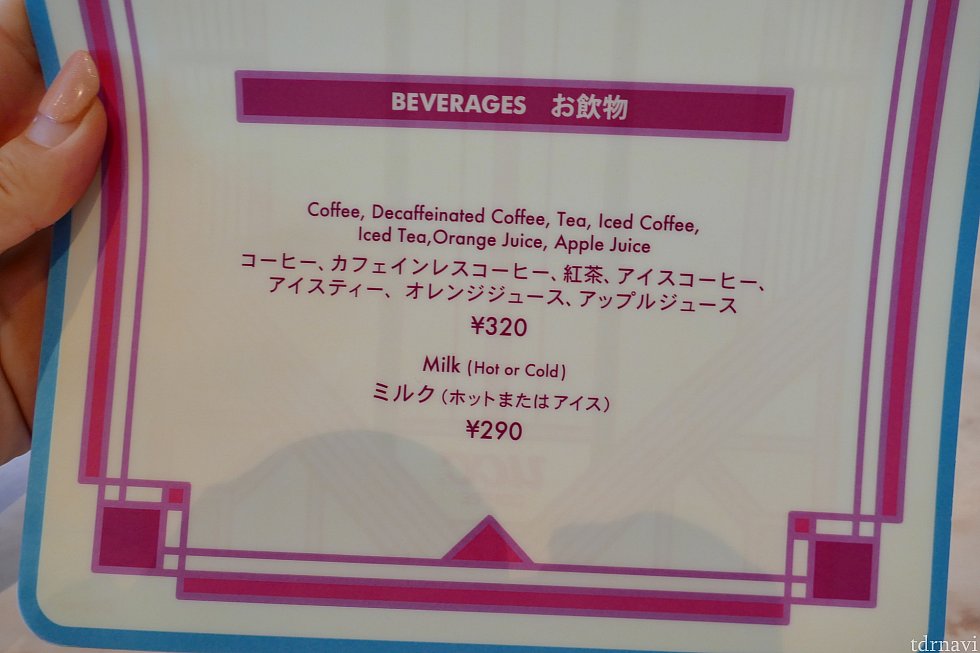 BEVERAGES お飲物
Coffee, Decaffeinated Coffee, Tea, Iced Coffee,
Iced Tea,Orange Juice, Apple Juice
コーヒー、カフェインレスコーヒー、紅茶、アイスコーヒー、
アイスティー、オレンジジュース、アップルジュース
¥320
Milk (Hot or Cold)
ミルク（ホットまたはアイス）
¥290
tdrnavi